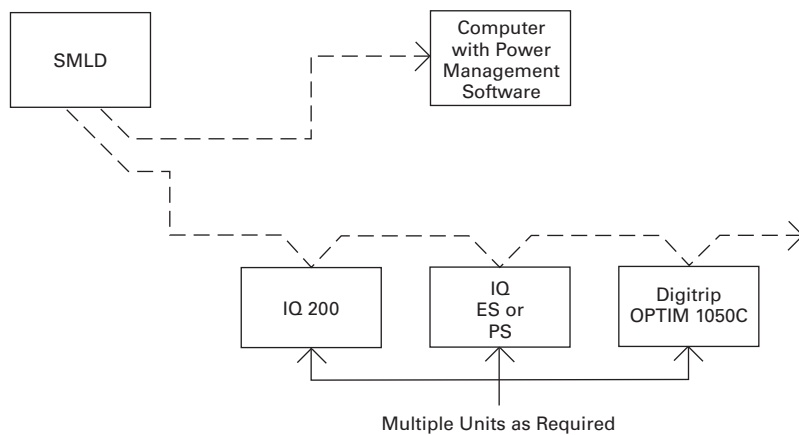 SMLD
Computer
with Power
Management
Software
IQ 200
IQ
ES or
PS
Digitrip
OPTIM 1050C
Multiple Units as Required